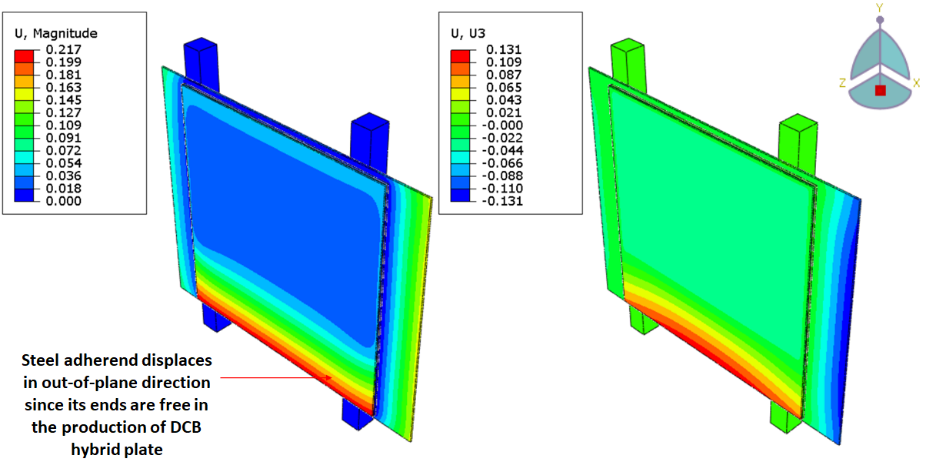 U, Magnitude
0.217
0.199
0.181
0.163
0.145
0.127
0.109
0.091
0.072
0.054
0.036
0.018
0.000
U, U3
0.131
0.109
0.087
0.065
0.043
0.021
-0.000
-0.022
-0.044
-0.066
-0.088
-0.110
-0.131
Y
Z
X
Steel adherend displaces
in out-of-plane direction
since its ends are free in
the production of DCB
hybrid plate